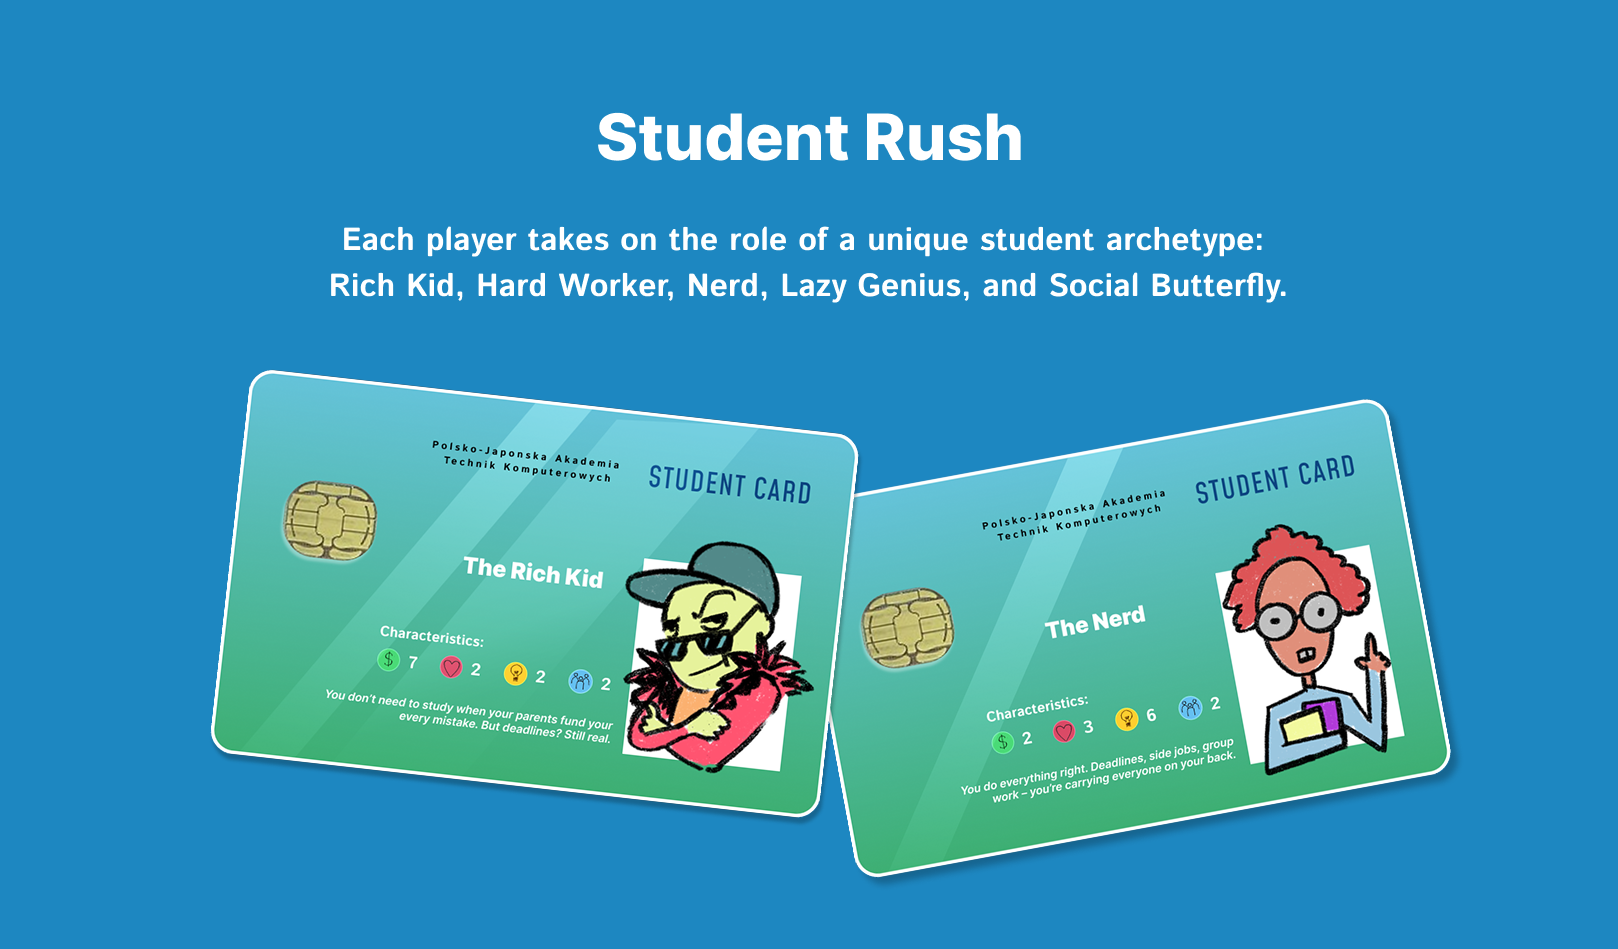 Student Rush
Each player takes on the role of a unique student archetype:
Rich Kid, Hard Worker, Nerd, Lazy Genius, and Social Butterfly.
Polsko-Japonska Akademia
Technik Komputerowych
STUDENT CARD
The Rich Kid
Characteristics:
$ 7 2 2 2
You don't need to study when your parents fund your
every mistake. But deadlines? Still real.
Polsko-Japonska Akademia
Technik Komputerowych
STUDENT CARD
The Nerd
Characteristics:
$ 2 3 6 2
You do everything right. Deadlines, side jobs, group
work – you're carrying everyone on your back.